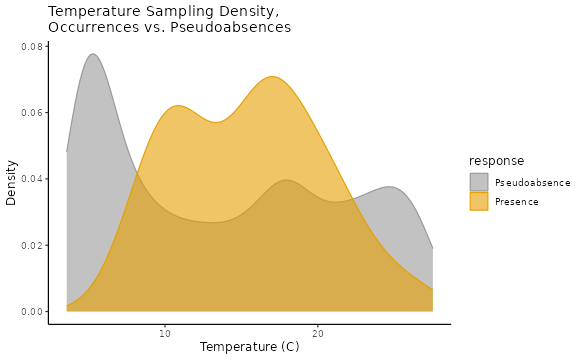 Temperature Sampling Density,
Occurrences vs. Pseudoabsences
0.08
0.06
0.04
0.02
0.00
Density
10
20
Temperature (C)
response
Pseudoabsence
Presence